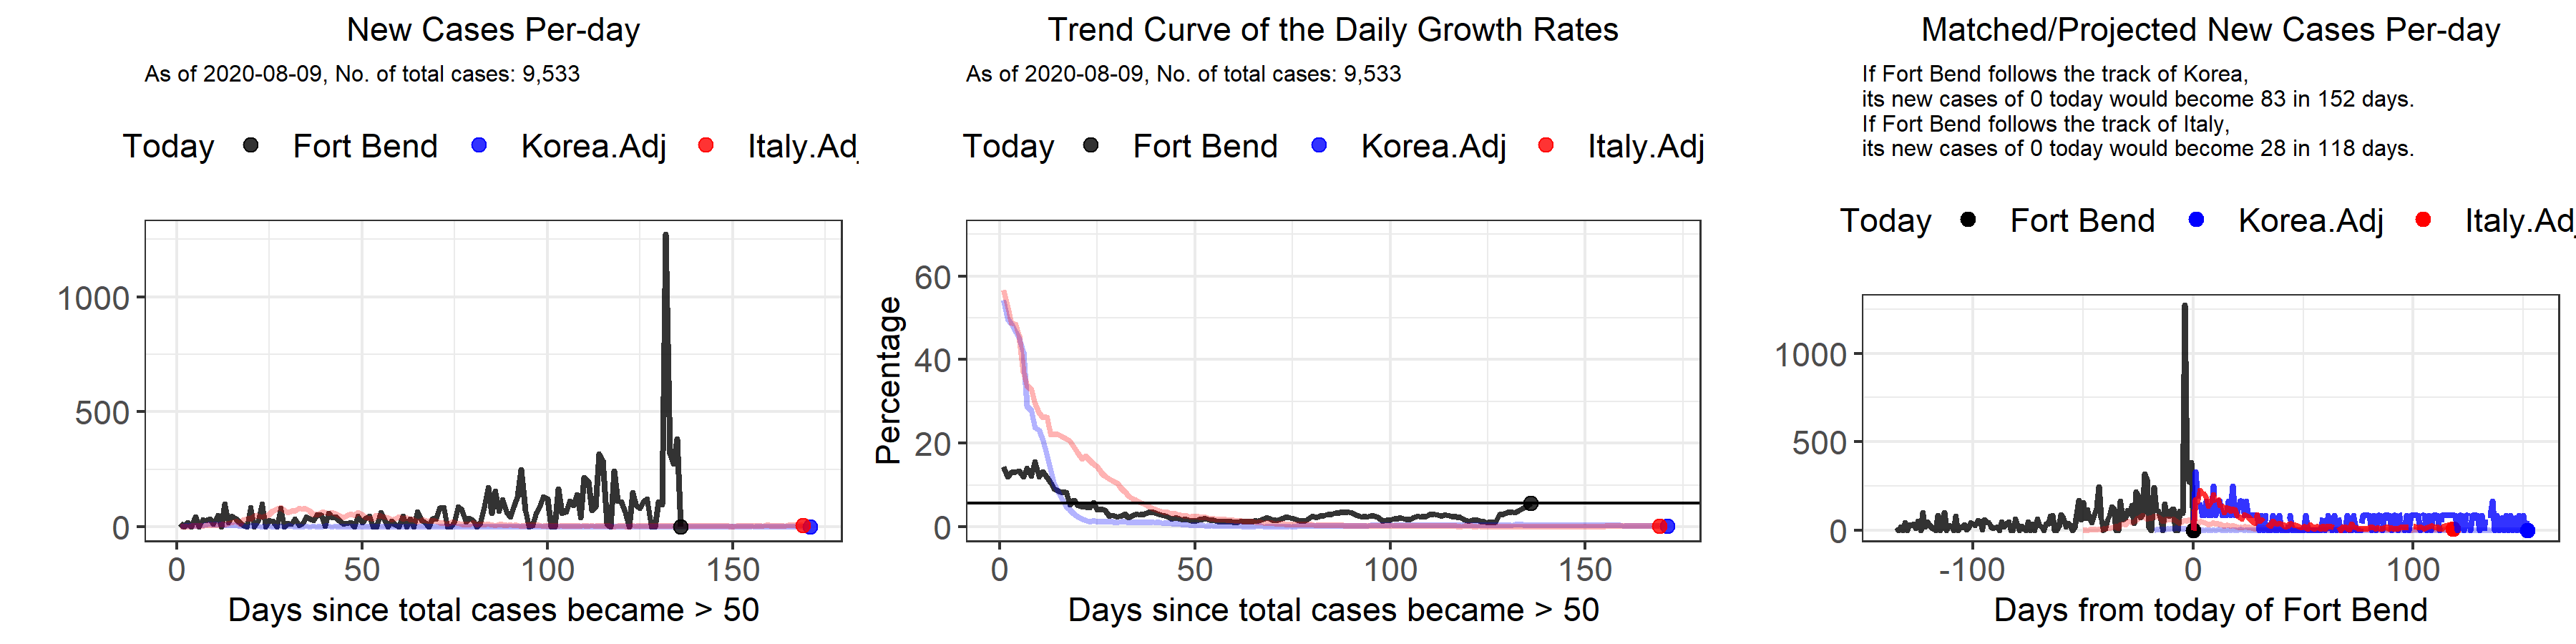 New Cases Per-day
As of 2020-08-09, No. of total cases: 9,533
Today Fort Bend Korea.Adj Italy.Ad
1000
500
0
0 50 100 150
Days since total cases became > 50
Trend Curve of the Daily Growth Rates
As of 2020-08-09, No. of total cases: 9,533
Today Fort Bend Korea.Adj Italy.Adj
Percentage
60
40
20
0
0 50 100 150
Days since total cases became > 50
Matched/Projected New Cases Per-day
If Fort Bend follows the track of Korea,
its new cases of 0 today would become 83 in 152 days.
If Fort Bend follows the track of Italy,
its new cases of 0 today would become 28 in 118 days.
Today Fort Bend Korea.Adj Italy.Adj
1000
500
0
-100 0 100
Days from today of Fort Bend